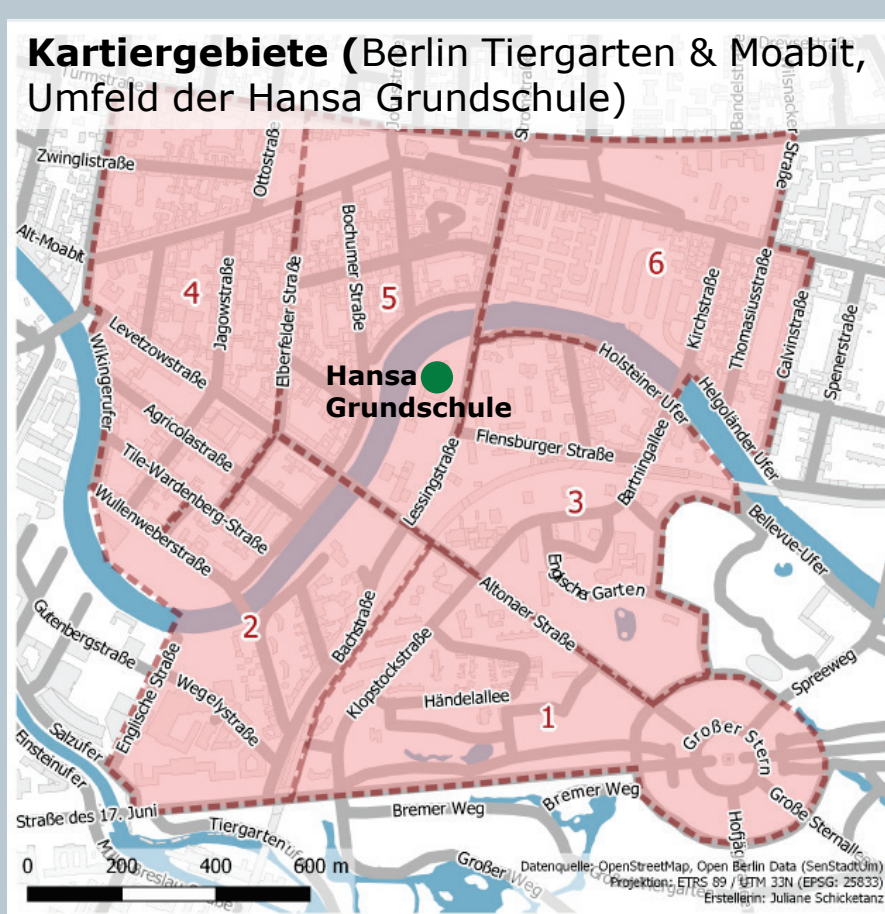 Kartiergebiete (Berlin Tiergarten & Moabit,
Umfeld der Hansa Grundschule)
Turmstraße
Bandelstraße
Zwinglistraße
Ottostraße
Straße
Alt-Moabit
Bochumer Straße
6
4
5
Jagowstraße
Elberfelder Straße
Kirchstraße
Thomasiusstraße
Calvinstraße
Spenerstraße
Levetzowstraße
Wikingerufer
Holsteiner Ufer
Hansa
Grundschule
Helgoländer Ufer
Agricolastraße
Flensburger Straße
Bartningallee
Tile-Wardenberg-Straße
Lessingstraße
3
Wullenweberstraße
Bellevue-Ufer
Englischer Garten
2
Bachstraße
Altonaer Straße
Gutenbergstraße
Klopstockstraße
Englische Straße
Wegelystraße
Händelallee
1
Spreeweg
Großer Stern
Salzufer
Einsteinufer
Straße des 17. Juni
Bremer Weg
Bremer Weg
Große Sternallee
Tiergartenuf
Großer Weg
0 200 400 600 m
Datenquelle: OpenStreetMap, Open Berlin Data (SenStadtUm)
Projektion: ETRS 89 / UTM 33N (EPSG: 25833)
Erstellerin: Juliane Schicketanz